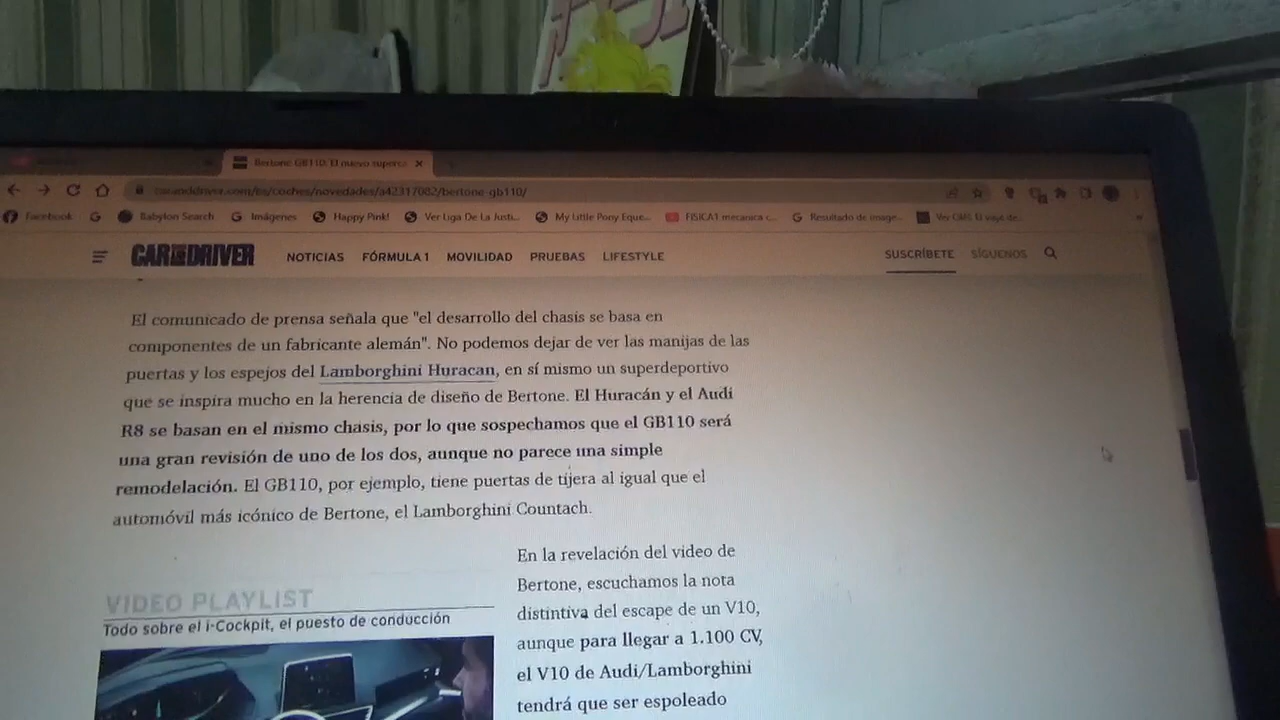 Bertone GB110: El nuevo superca
caranddriver.com/es/coches/novedades/a42317082/bertone-gb110/
Facebook
Babylon Search
Imágenes
Happy Pink!
Ver Liga De La Justi...
My Little Pony Eque...
FISICA1 mecanica c...
Resultado de image...
CAR AND DRIVER
NOTICIAS
FÓRMULA 1
MOVILIDAD
PRUEBAS
LIFESTYLE
SUSCRÍBETE
SÍGUENOS
El comunicado de prensa señala que "el desarrollo del chasis se basa en
componentes de un fabricante alemán". No podemos dejar de ver las manijas de las
puertas y los espejos del Lamborghini Huracan, en sí mismo un superdeportivo
que se inspira mucho en la herencia de diseño de Bertone. El Huracán y el Audi
R8 se basan en el mismo chasis, por lo que sospechamos que el GB110 será
una gran revisión de uno de los dos, aunque no parece una simple
remodelación. El GB110, por ejemplo, tiene puertas de tijera al igual que el
automóvil más icónico de Bertone, el Lamborghini Countach.
VIDEO PLAYLIST
Todo sobre el i-Cockpit, el puesto de conducción
En la revelación del video de
Bertone, escuchamos la nota
distintiva del escape de un V10,
aunque para llegar a 1.100 CV,
el V10 de Audi/Lamborghini
tendrá que ser espoleado